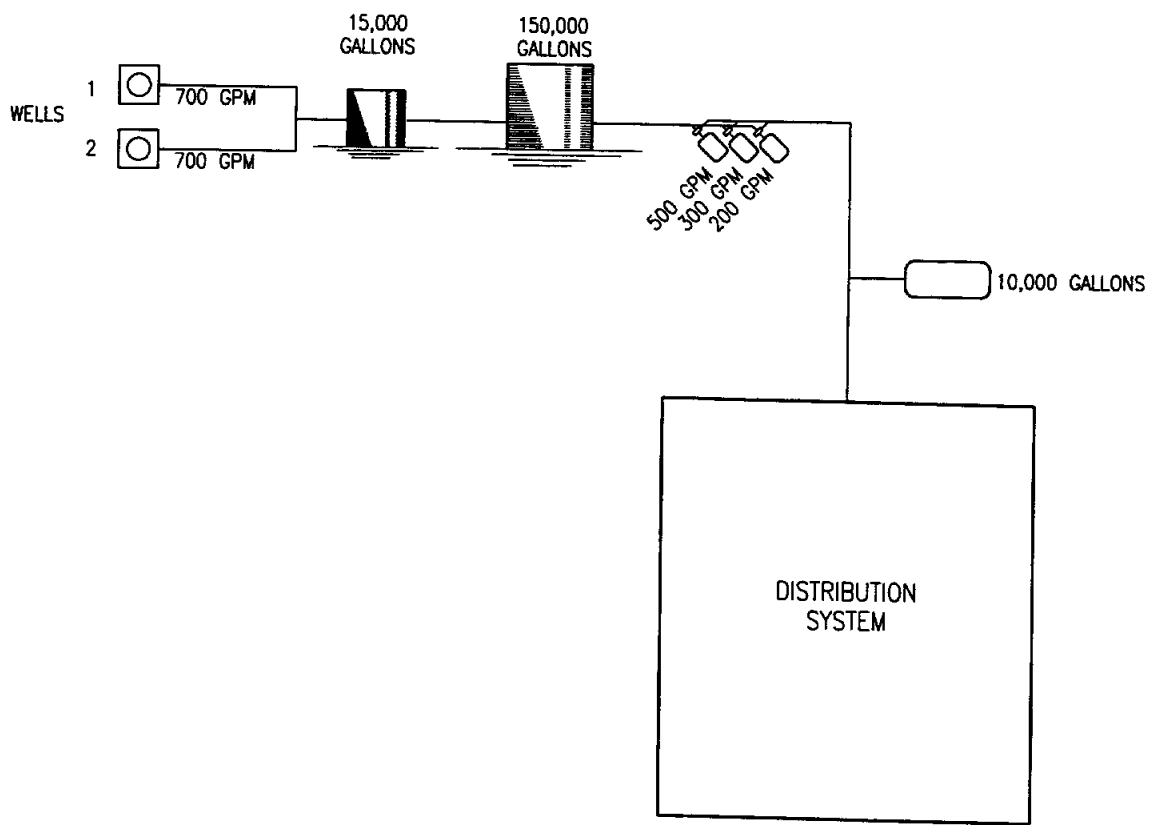 15,000
GALLONS
150,000
GALLONS
WELLS
1
700 GPM
2
700 GPM
500 GPM
300 GPM
200 GPM
10,000 GALLONS
DISTRIBUTION
SYSTEM